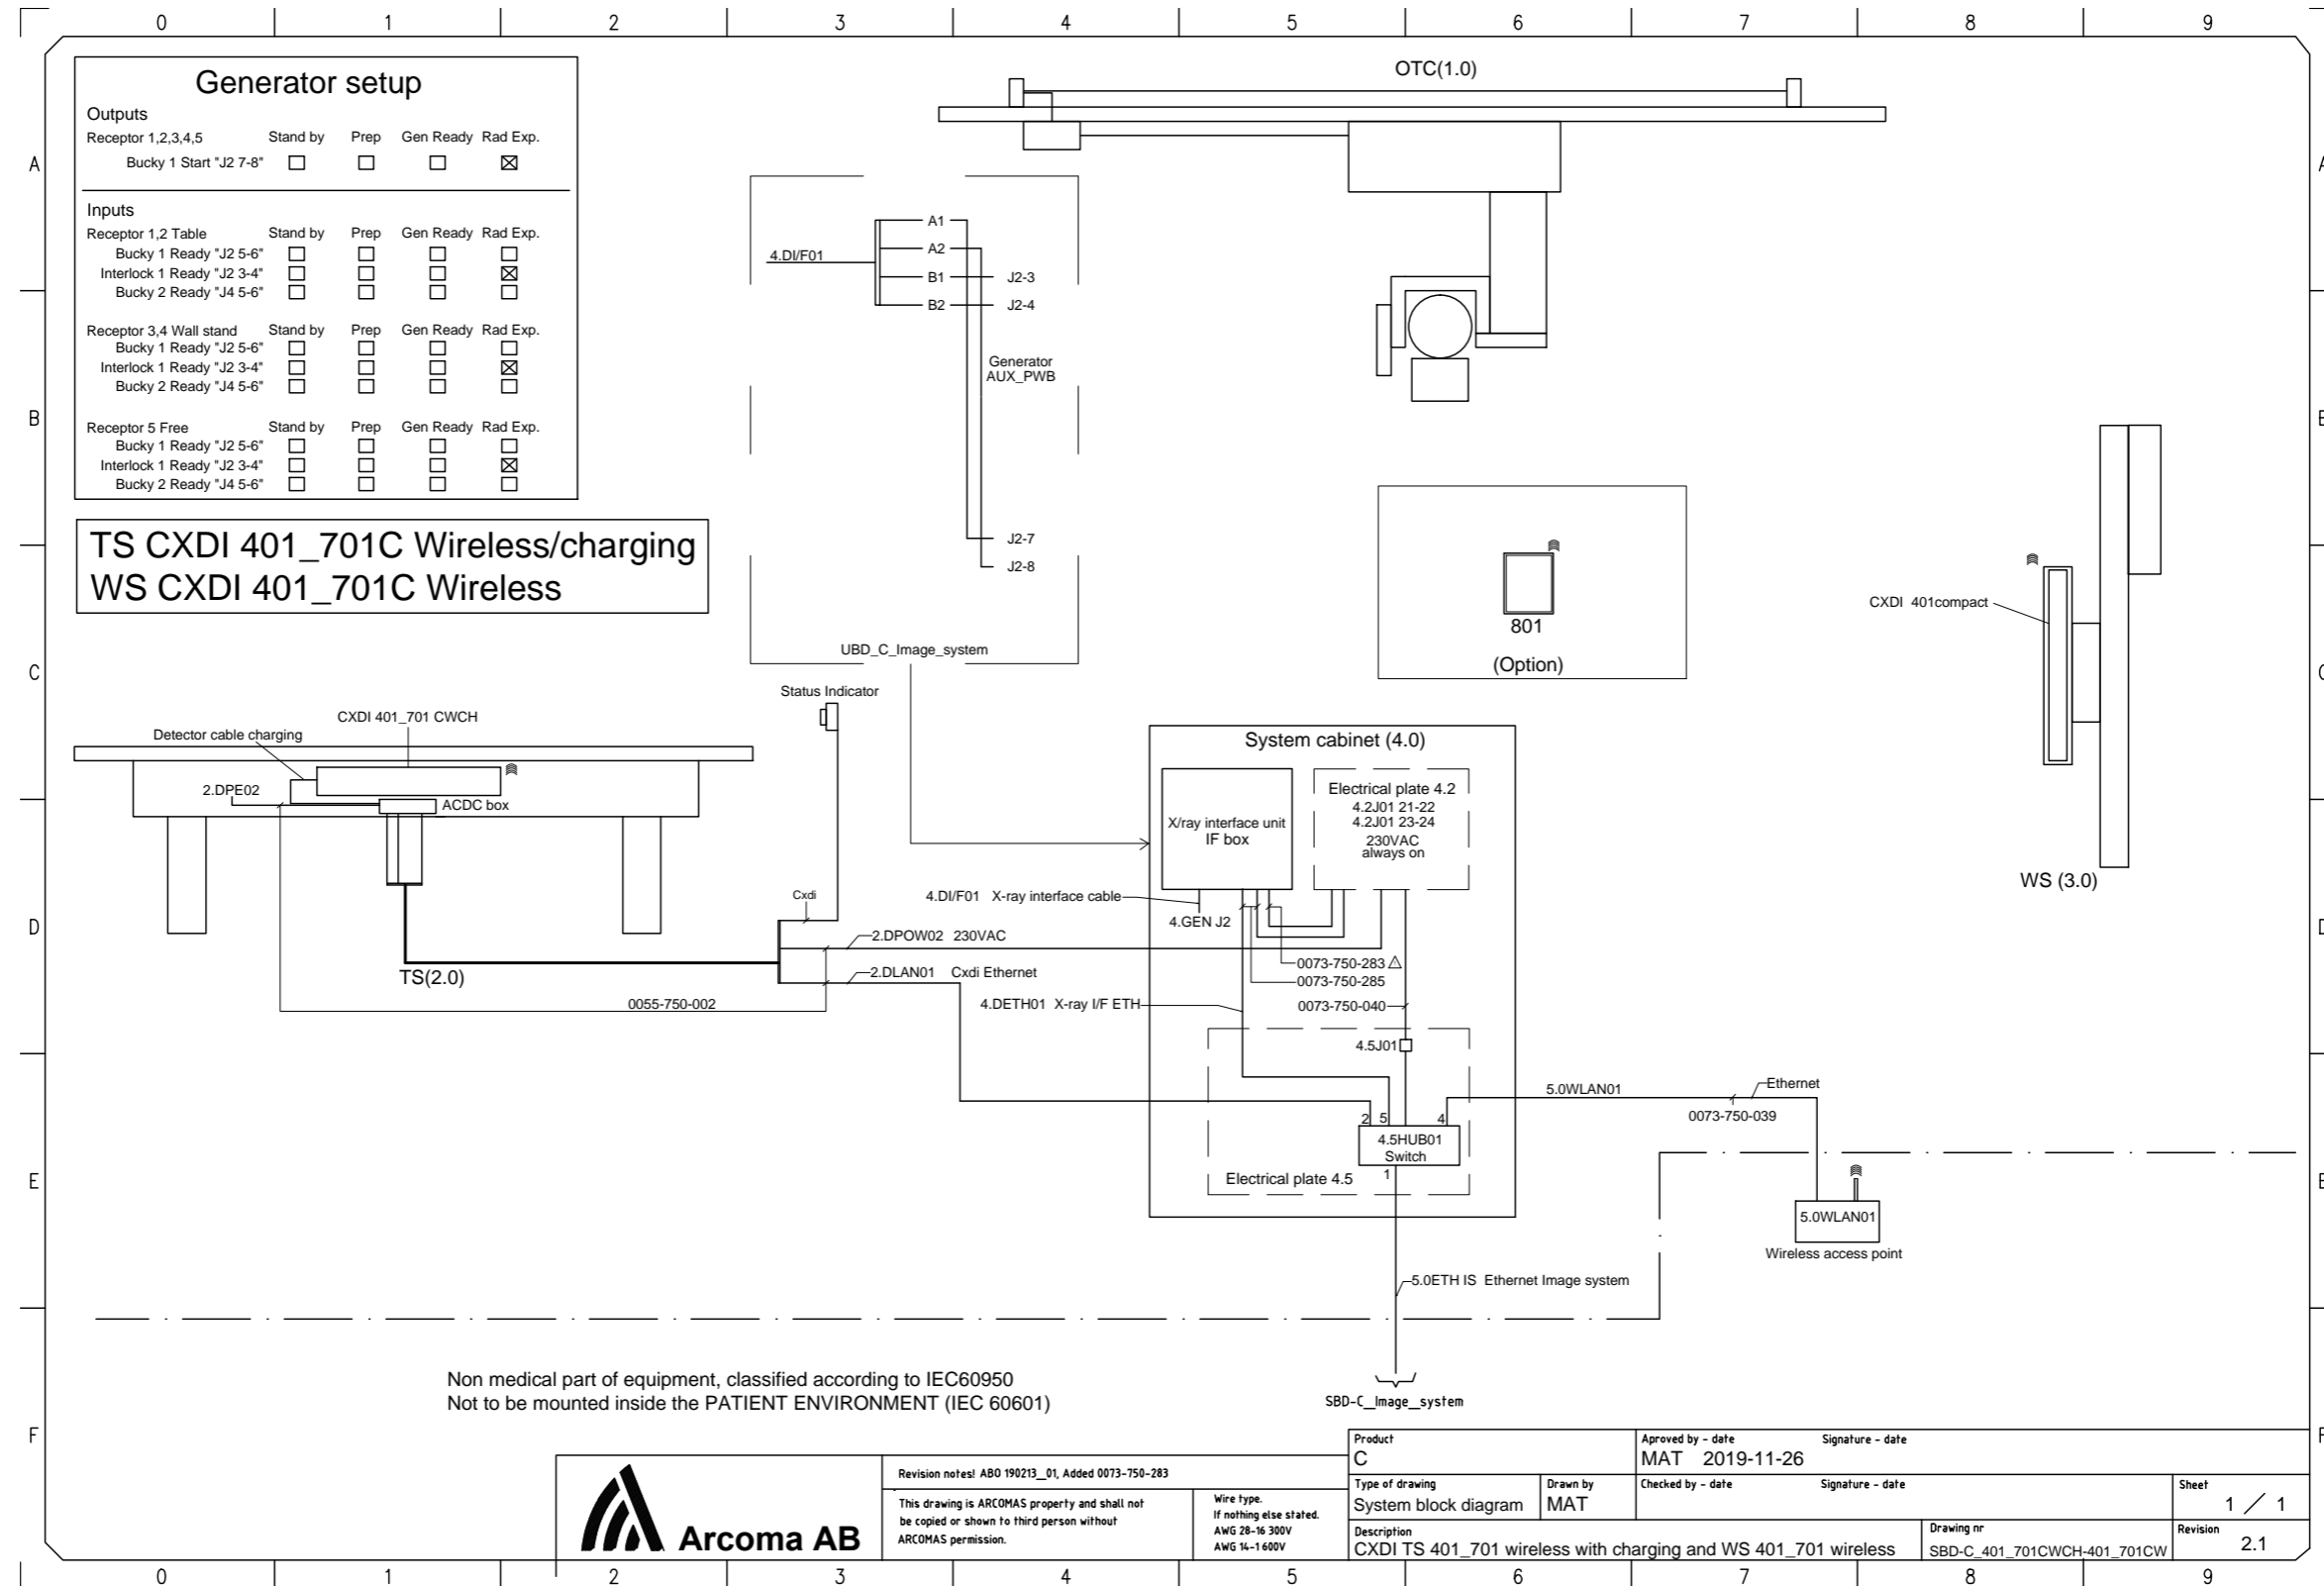 0 1 2 3 4 5 6 7 8 9
A
B
C
D
E
F
Generator setup
Outputs
Receptor 1,2,3,4,5 Stand by Prep Gen Ready Rad Exp.
Bucky 1 Start "J2 7-8"
Inputs
Receptor 1,2 Table Stand by Prep Gen Ready Rad Exp.
Bucky 1 Ready "J2 5-6"
Interlock 1 Ready "J2 3-4"
Bucky 2 Ready "J4 5-6"
Receptor 3,4 Wall stand Stand by Prep Gen Ready Rad Exp.
Bucky 1 Ready "J2 5-6"
Interlock 1 Ready "J2 3-4"
Bucky 2 Ready "J4 5-6"
Receptor 5 Free Stand by Prep Gen Ready Rad Exp.
Bucky 1 Ready "J2 5-6"
Interlock 1 Ready "J2 3-4"
Bucky 2 Ready "J4 5-6"
TS CXDI 401_701C Wireless/charging
WS CXDI 401_701C Wireless
4.DI/F01
A1
A2
B1 J2-3
B2 J2-4
Generator
AUX_PWB
J2-7
J2-8
UBD_C_Image_system
OTC(1.0)
801
(Option)
CXDI 401compact
WS (3.0)
Status Indicator
CXDI 401_701 CWCH
Detector cable charging
2.DPE02
ACDC box
TS(2.0)
0055-750-002
Cxdi
2.DPOW02 230VAC
2.DLAN01 Cxdi Ethernet
System cabinet (4.0)
X/ray interface unit
IF box
Electrical plate 4.2
4.2J01 21-22
4.2J01 23-24
230VAC
always on
4.DI/F01 X-ray interface cable
4.GEN J2
0073-750-283
0073-750-285
4.DETH01 X-ray I/F ETH
0073-750-040
4.5J01
2 5 4
4.5HUB01
Switch
1
Electrical plate 4.5
5.0WLAN01
Ethernet
0073-750-039
5.0WLAN01
Wireless access point
5.0ETH IS Ethernet Image system
SBD-C_Image_system
Non medical part of equipment, classified according to IEC60950
Not to be mounted inside the PATIENT ENVIRONMENT (IEC 60601)
Arcoma AB
Revision notes! ABO 190213_01, Added 0073-750-283
This drawing is ARCOMAS property and shall not
be copied or shown to third person without
ARCOMAS permission.
Wire type.
If nothing else stated.
AWG 28-16 300V
AWG 14-1 600V
Product
C
Aproved by - date Signature - date
MAT 2019-11-26
Type of drawing
System block diagram
Drawn by
MAT
Checked by - date Signature - date
Sheet
1 / 1
Description
CXDI TS 401_701 wireless with charging and WS 401_701 wireless
Drawing nr
SBD-C_401_701CWCH-401_701CW
Revision
2.1
A
B
C
D
E
F
0 1 2 3 4 5 6 7 8 9